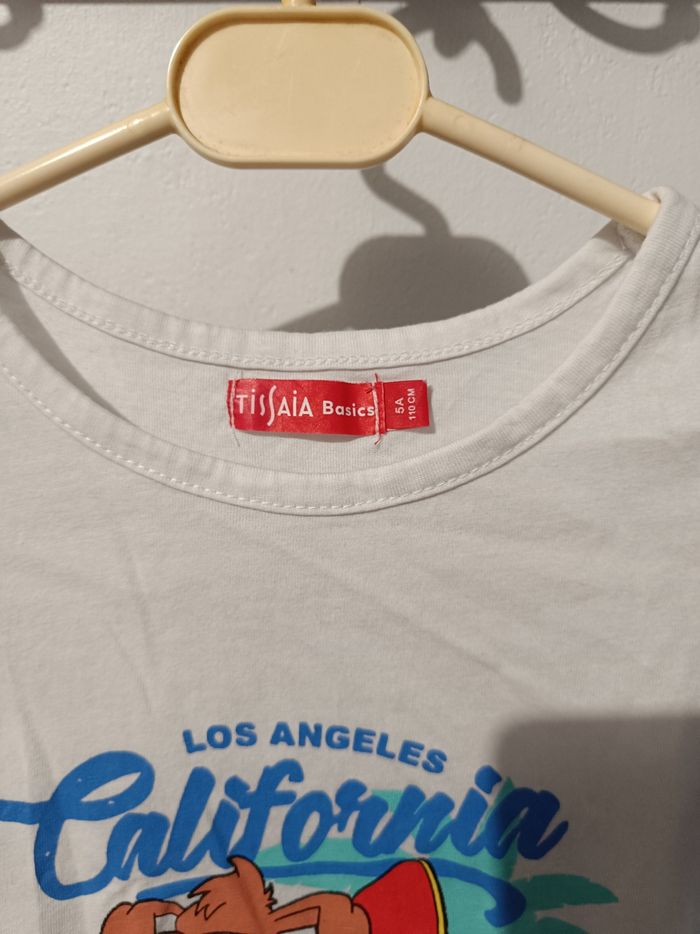 TissAiA Basics
5A
110 CM
LOS ANGELES
California